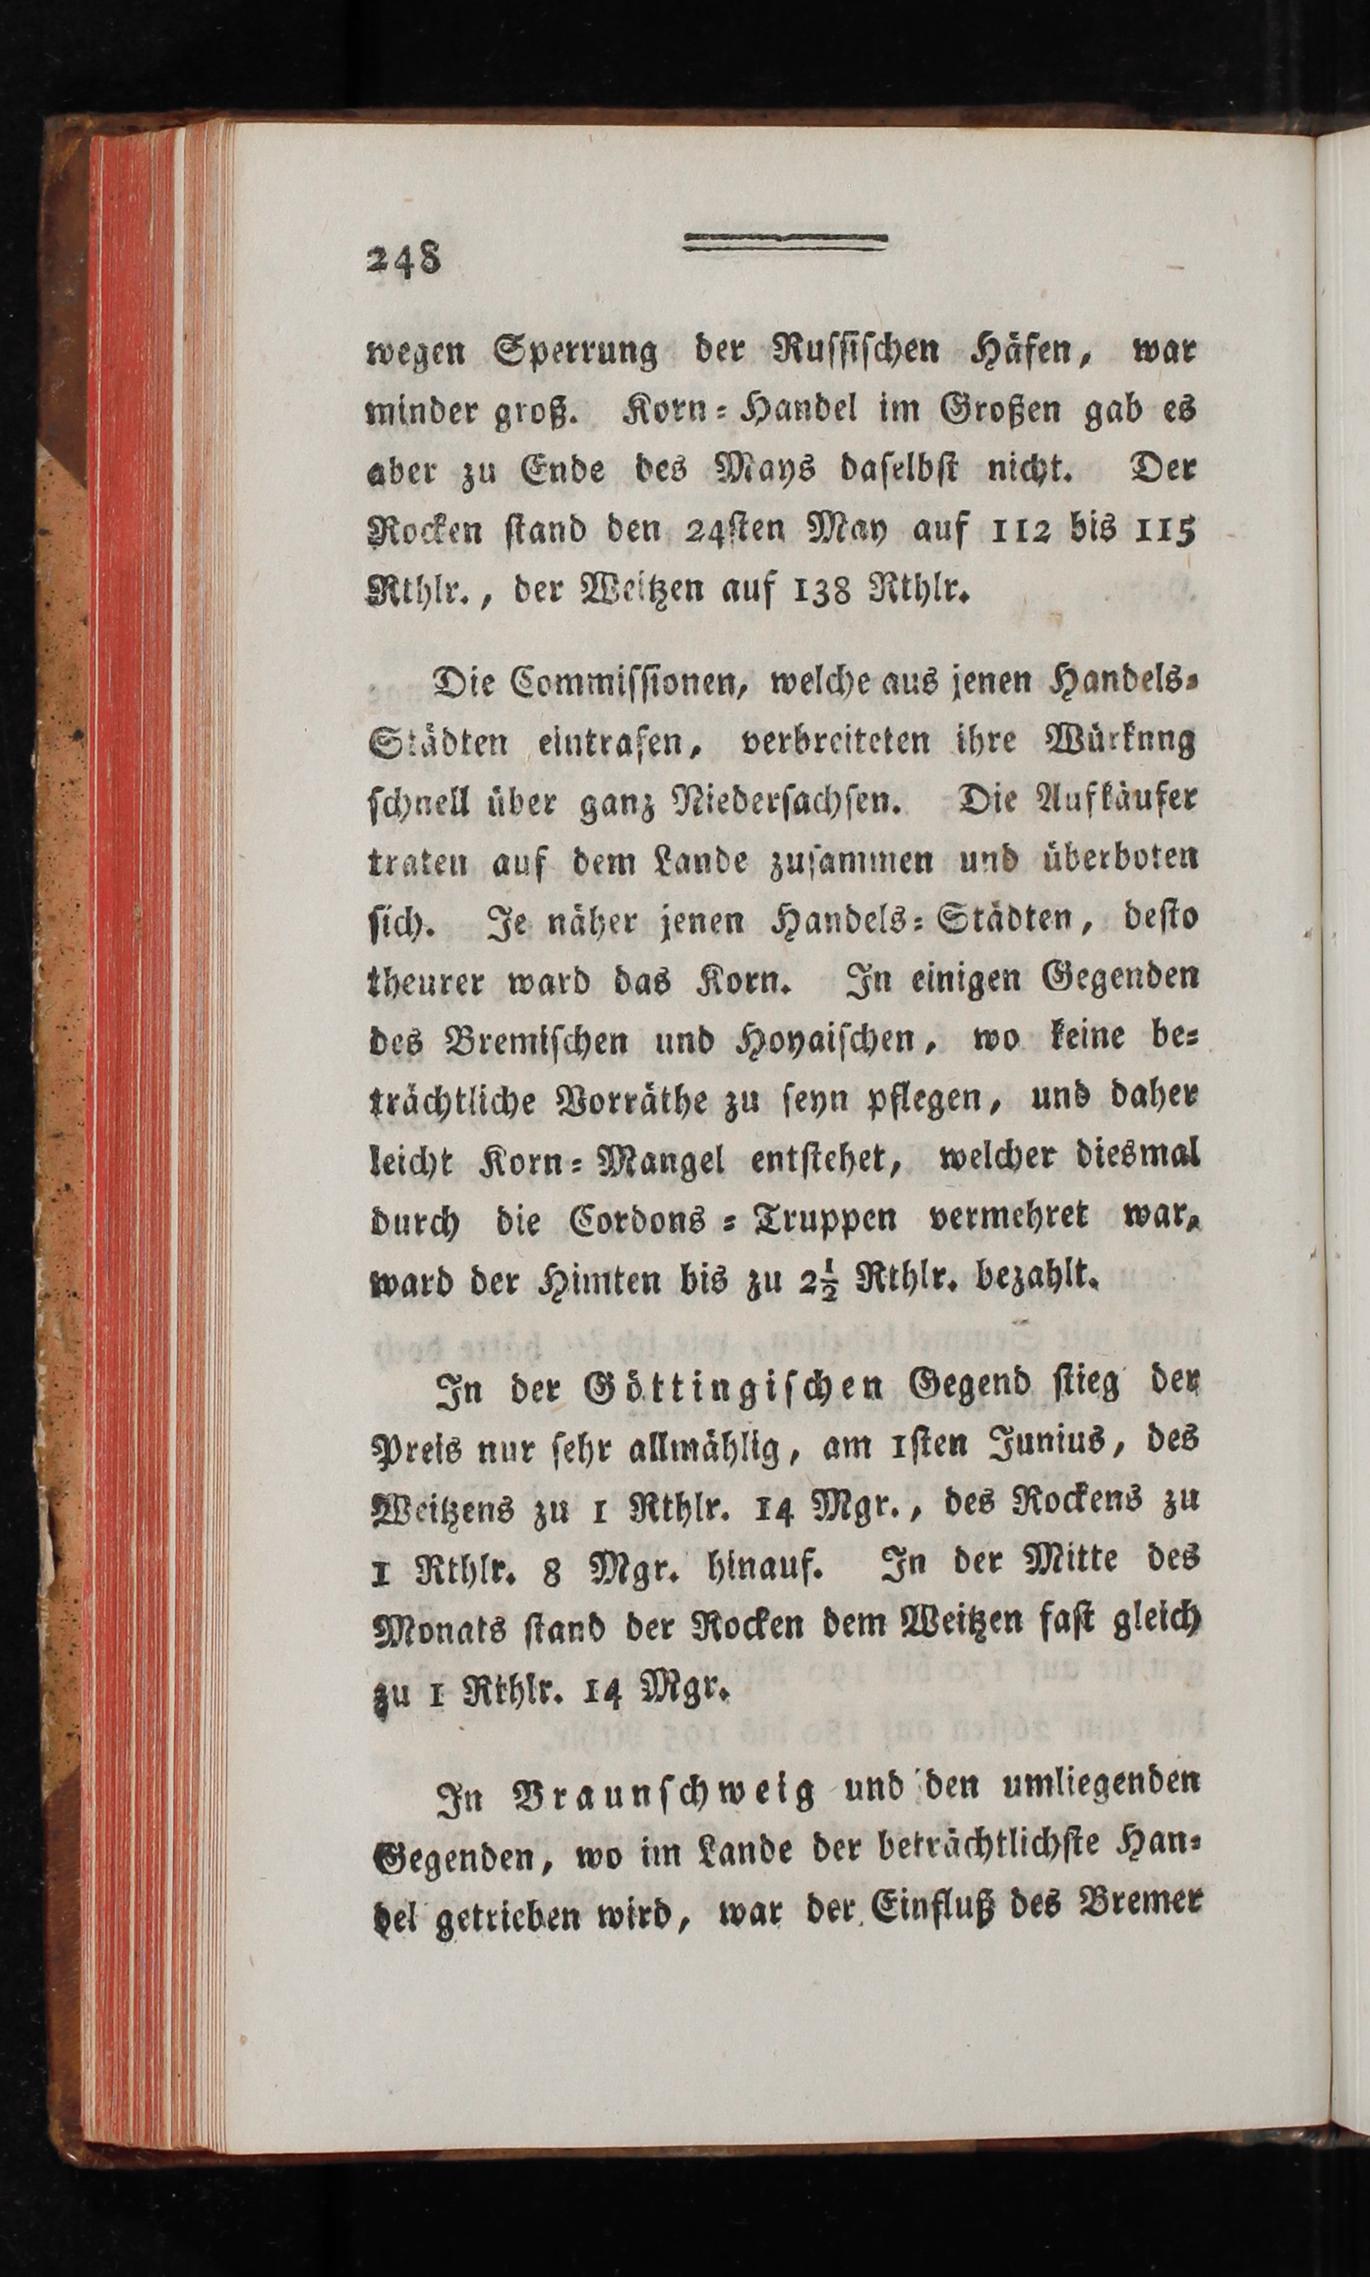 248
wegen Sperrung der Russischen Häfen, war
minder groß. Korn-Handel im Großen gab es
aber zu Ende des Mays daselbst nicht. Der
Rocken stand den 24sten May auf 112 bis 115
Rthlr., der Weitzen auf 138 Rthlr.
Die Commissionen, welche aus jenen Handels-
Städten eintrafen, verbreiteten ihre Würknng
schnell über ganz Niedersachsen. Die Aufkäufer
traten auf dem Lande zusammen und überboten
sich. Je näher jenen Handels-Städten, desto
theurer ward das Korn. In einigen Gegenden
des Bremischen und Hoyaischen, wo keine be-
trächtliche Vorräthe zu seyn pflegen, und daher
leicht Korn-Mangel entstehet, welcher diesmal
durch die Cordons-Truppen vermehret war,
ward der Himten bis zu 2½ Rthlr. bezahlt.
In der Göttingischen Gegend stieg der
Preis nur sehr allmählig, am 1sten Junius, des
Weitzens zu 1 Rthlr. 14 Mgr., des Rockens zu
1 Rthlr. 8 Mgr. hinauf. In der Mitte des
Monats stand der Rocken dem Weitzen fast gleich
zu 1 Rthlr. 14 Mgr.
In Braunschweig und den umliegenden
Gegenden, wo im Lande der beträchtlichste Han-
del getrieben wird, war der Einfluß des Bremer